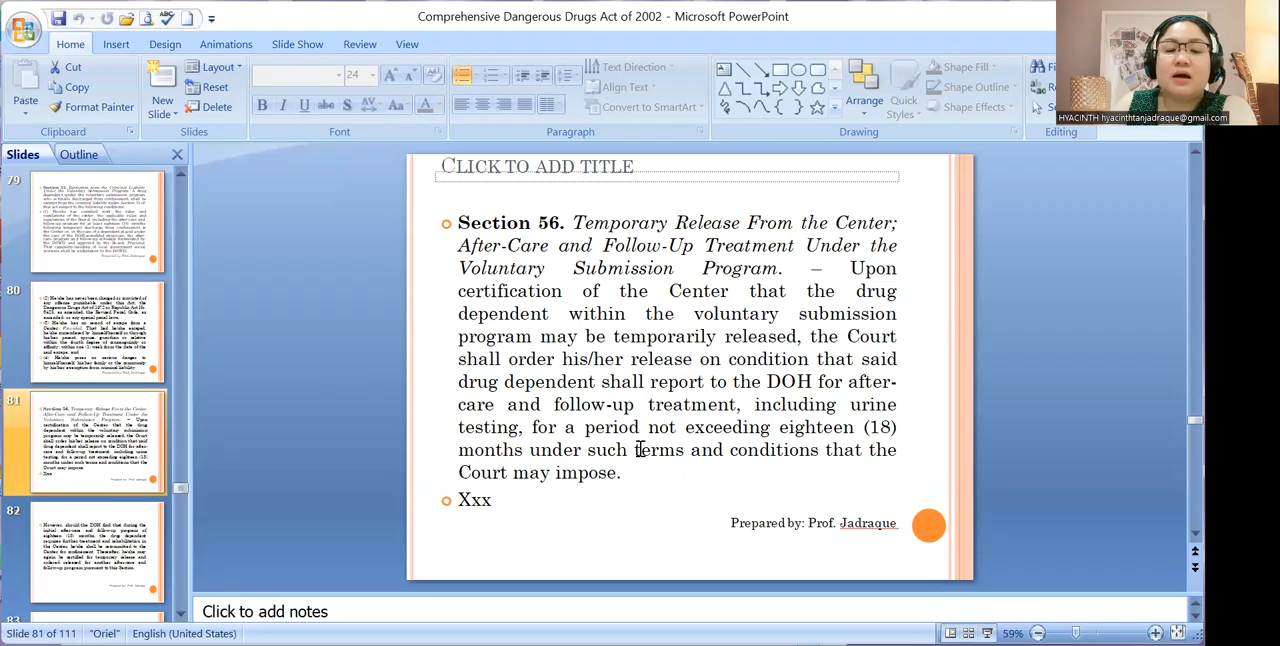 Comprehensive Dangerous Drugs Act of 2002 - Microsoft PowerPoint
Home Insert Design Animations Slide Show Review View
Paste
Cut
Copy
Format Painter
Clipboard
New Slide
Layout
Reset
Delete
Slides
24
Font
Text Direction
Align Text
Convert to SmartArt
Paragraph
Arrange
Quick Styles
Shape Fill
Shape Outline
Shape Effects
Drawing
Editing
HYACINTH hyacinthtanjadraque@gmail.com
Slides Outline
79
80
81
82
CLICK TO ADD TITLE
Section 56. Temporary Release From the Center;
After-Care and Follow-Up Treatment Under the
Voluntary Submission Program. – Upon
certification of the Center that the drug
dependent within the voluntary submission
program may be temporarily released, the Court
shall order his/her release on condition that said
drug dependent shall report to the DOH for after-
care and follow-up treatment, including urine
testing, for a period not exceeding eighteen (18)
months under such terms and conditions that the
Court may impose.
Xxx
Prepared by: Prof. Jadraque
Click to add notes
Slide 81 of 111 "Oriel" English (United States) 59%